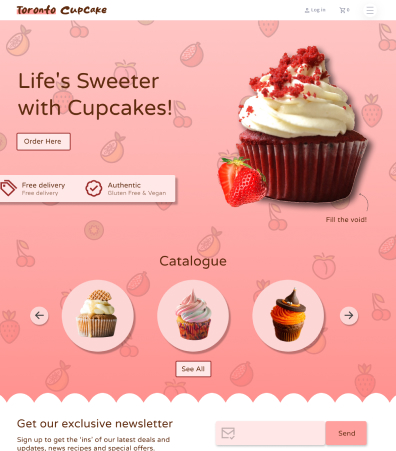 Toronto Cupcake
Log In
0
Life's Sweeter
with Cupcakes!
Order Here
Free delivery
Free delivery
Authentic
Gluten Free & Vegan
Fill the void!
Catalogue
See All
Get our exclusive newsletter
Sign up to get the 'ins' of our latest deals and
updates, news recipes and special offers.
Send